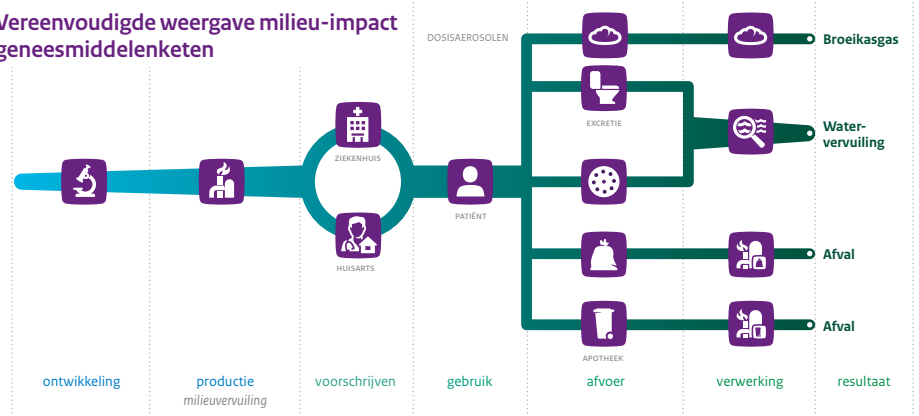 Vereenvoudigde weergave milieu-impact
geneesmiddelenketen
DOSISAEROSOLEN
Broeikasgas
ZIEKENHUIS
EXCRETIE
Water-
vervuiling
PATIËNT
HUISARTS
Afval
Afval
APOTHEEK
ontwikkeling
productie
milieuvervuiling
voorschrijven
gebruik
afvoer
verwerking
resultaat